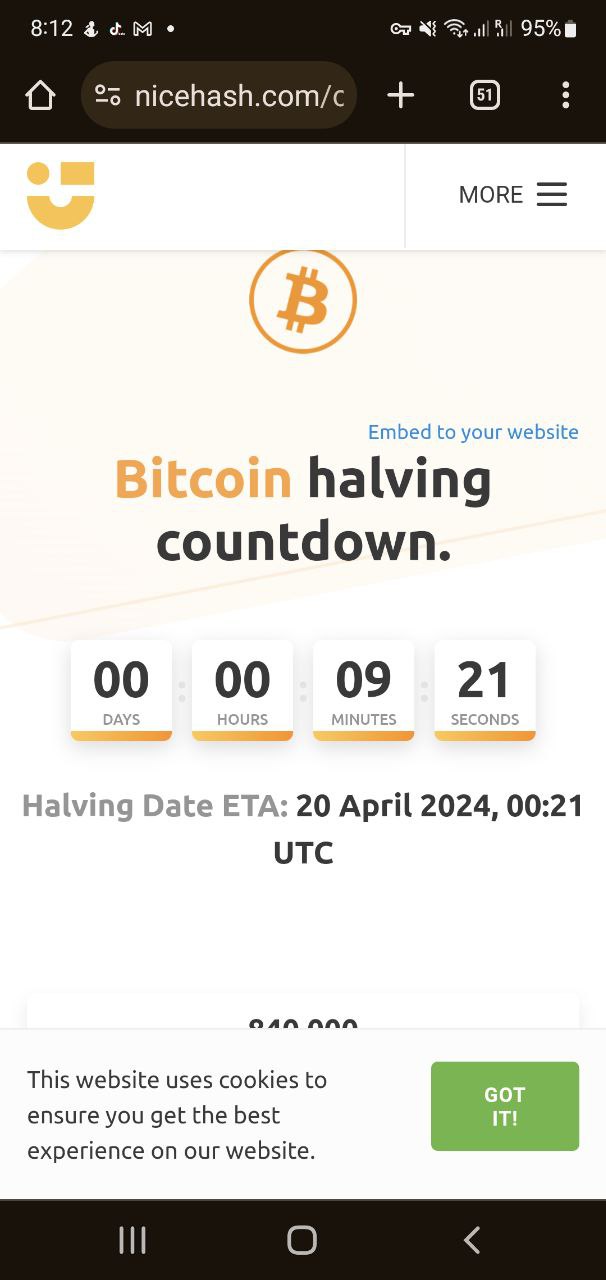 8:12
95%
nicehash.com/c
51
MORE
Embed to your website
Bitcoin halving
countdown.
00 00 09 21
DAYS HOURS MINUTES SECONDS
Halving Date ETA: 20 April 2024, 00:21
UTC
840,000
This website uses cookies to
ensure you get the best
experience on our website.
GOT
IT!